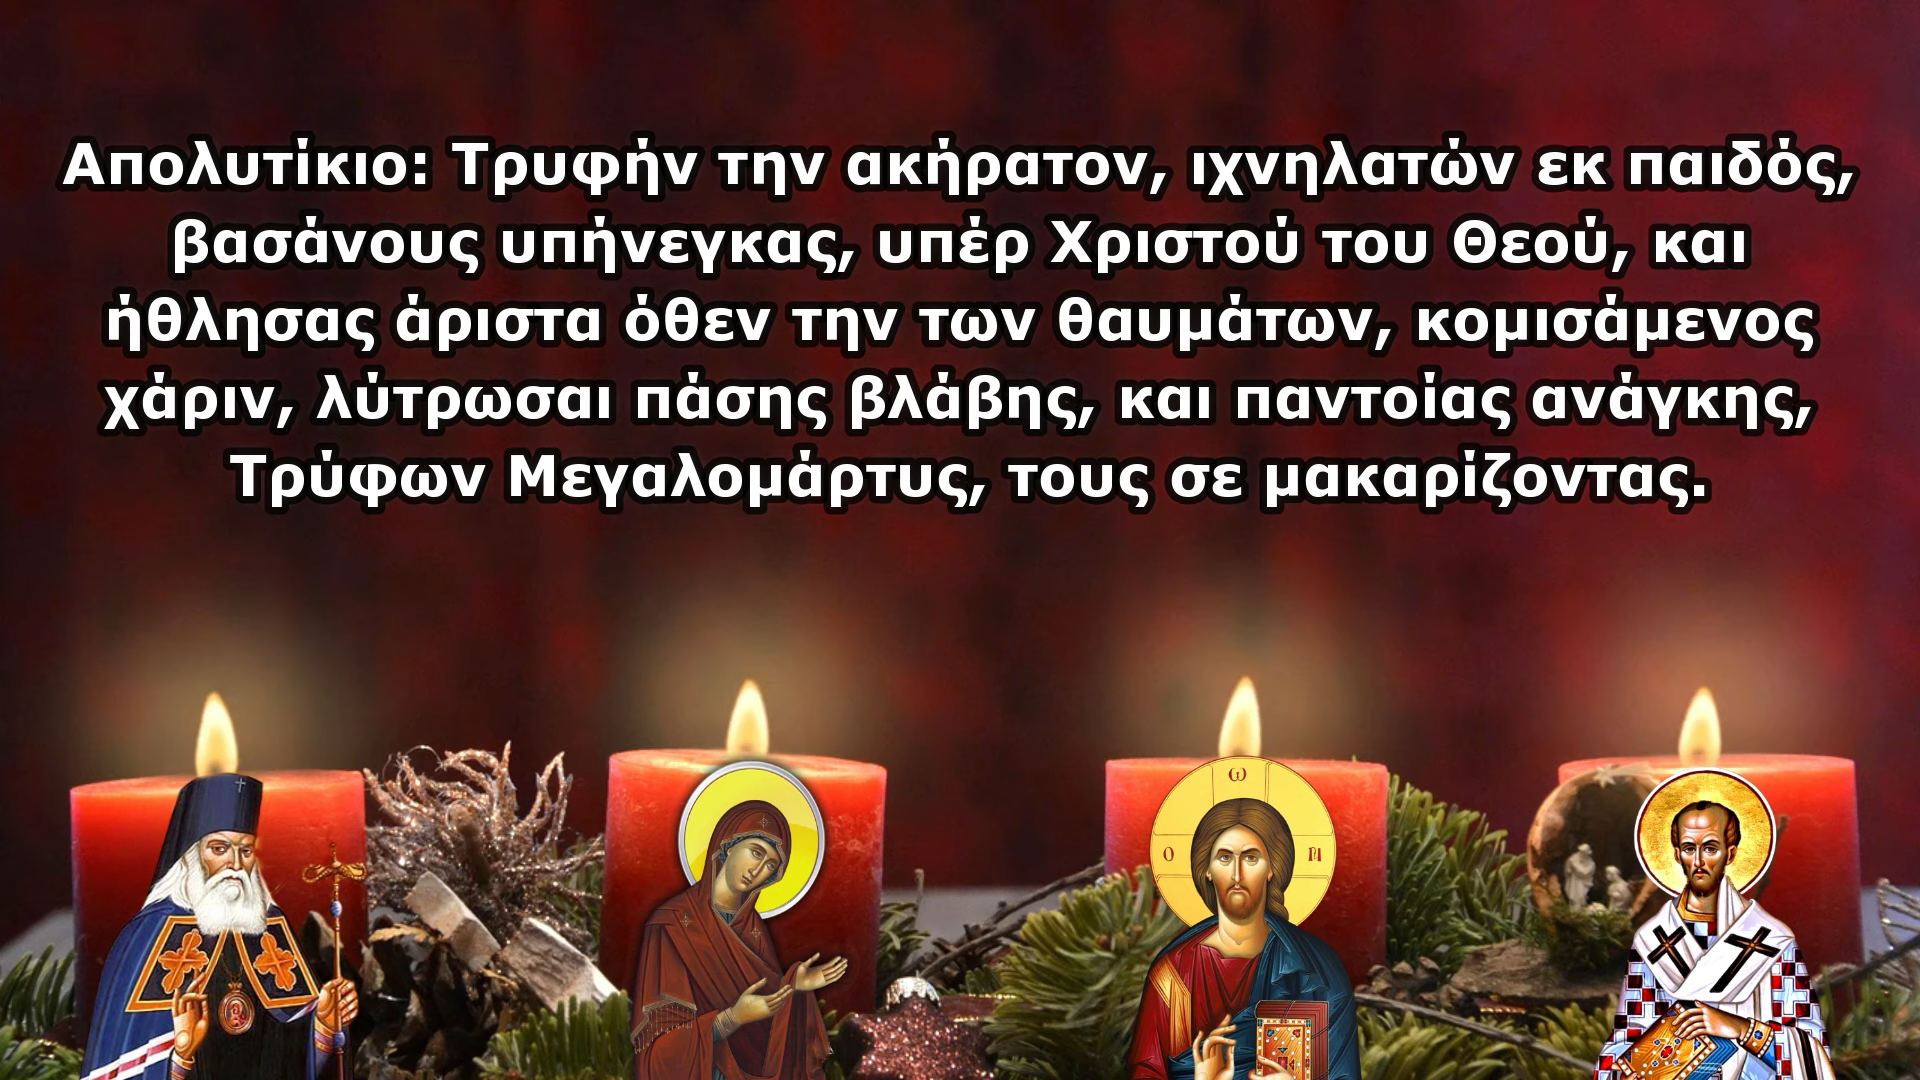 Απολυτίκιο: Τρυφήν την ακήρατον, ιχνηλατών εκ παιδός,
βασάνους υπήνεγκας, υπέρ Χριστού του Θεού, και
ήθλησας άριστα όθεν την των θαυμάτων, κομισάμενος
χάριν, λύτρωσαι πάσης βλάβης, και παντοίας ανάγκης,
Τρύφων Μεγαλομάρτυς, τους σε μακαρίζοντας.
ω
Ο Ν